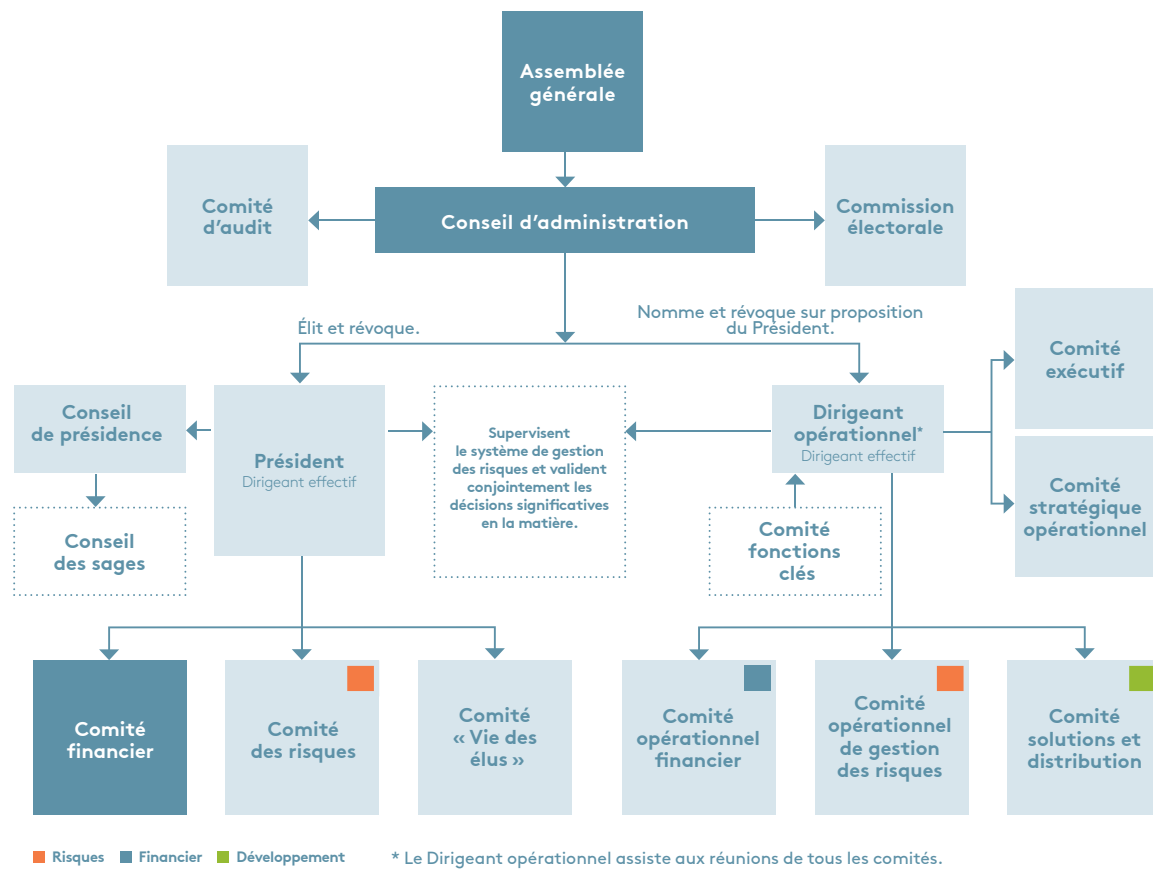 Assemblée
générale
Comité
d’audit
Conseil d’administration
Commission
électorale
Élit et révoque.
Nomme et révoque sur proposition
du Président.
Comité
exécutif
Conseil
de présidence
Président
Dirigeant effectif
Supervisent
le système de gestion
des risques et valident
conjointement les
décisions significatives
en la matière.
Dirigeant
opérationnel*
Dirigeant effectif
Comité
stratégique
opérationnel
Conseil
des sages
Comité
fonctions
clés
Comité
financier
Comité
des risques
Comité
« Vie des
élus »
Comité
opérationnel
financier
Comité
opérationnel
de gestion
des risques
Comité
solutions et
distribution
Risques Financier Développement
* Le Dirigeant opérationnel assiste aux réunions de tous les comités.